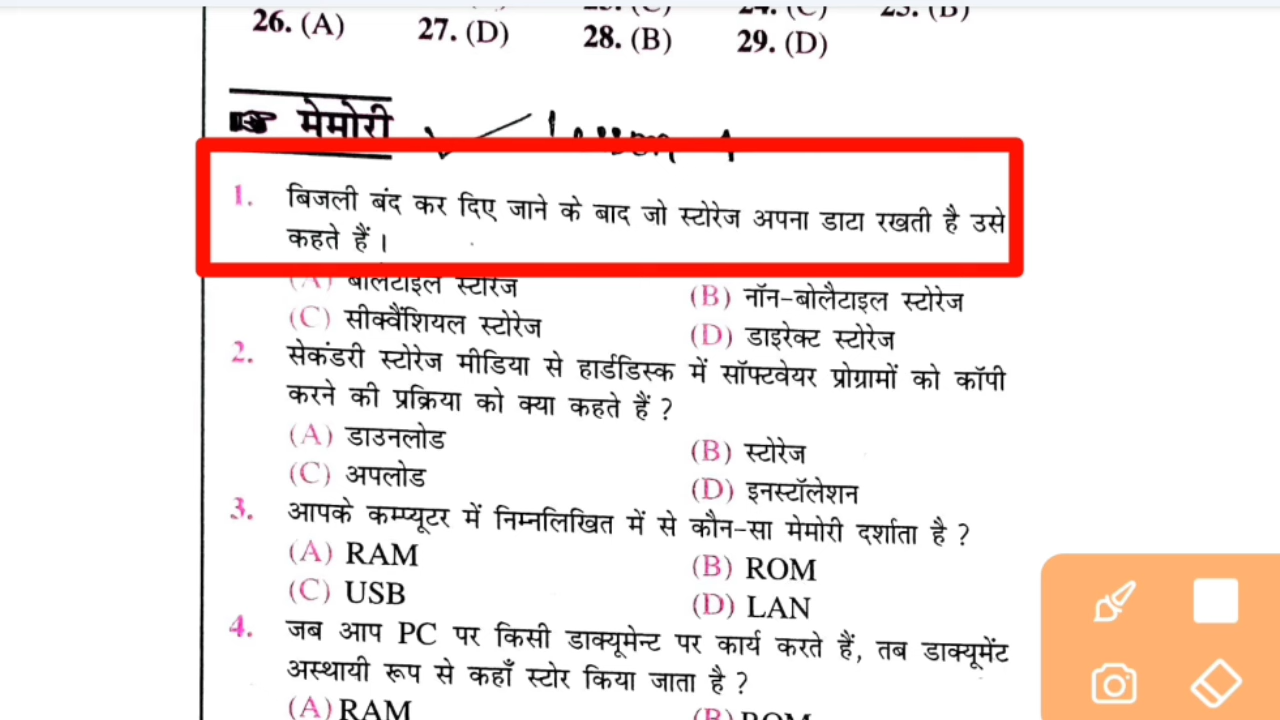 (B)
26. (A) 27. (D) 28. (B) 29. (D)
मेमोरी
1. बिजली बंद कर दिए जाने के बाद जो स्टोरेज अपना डाटा रखती है उसे
कहते हैं ।
(A) बोलेटाइल स्टोरेज (B) नॉन-बोलैटाइल स्टोरेज
(C) सीक्वैंशियल स्टोरेज (D) डाइरेक्ट स्टोरेज
2. सेकंडरी स्टोरेज मीडिया से हार्डडिस्क में सॉफ्टवेयर प्रोग्रामों को कॉपी
करने की प्रक्रिया को क्या कहते हैं ?
(A) डाउनलोड (B) स्टोरेज
(C) अपलोड (D) इनस्टॉलेशन
3. आपके कम्प्यूटर में निम्नलिखित में से कौन-सा मेमोरी दर्शाता है ?
(A) RAM (B) ROM
(C) USB (D) LAN
4. जब आप PC पर किसी डाक्यूमेन्ट पर कार्य करते हैं, तब डाक्यूमेंट
अस्थायी रूप से कहाँ स्टोर किया जाता है ?
(A) RAM (B) ROM